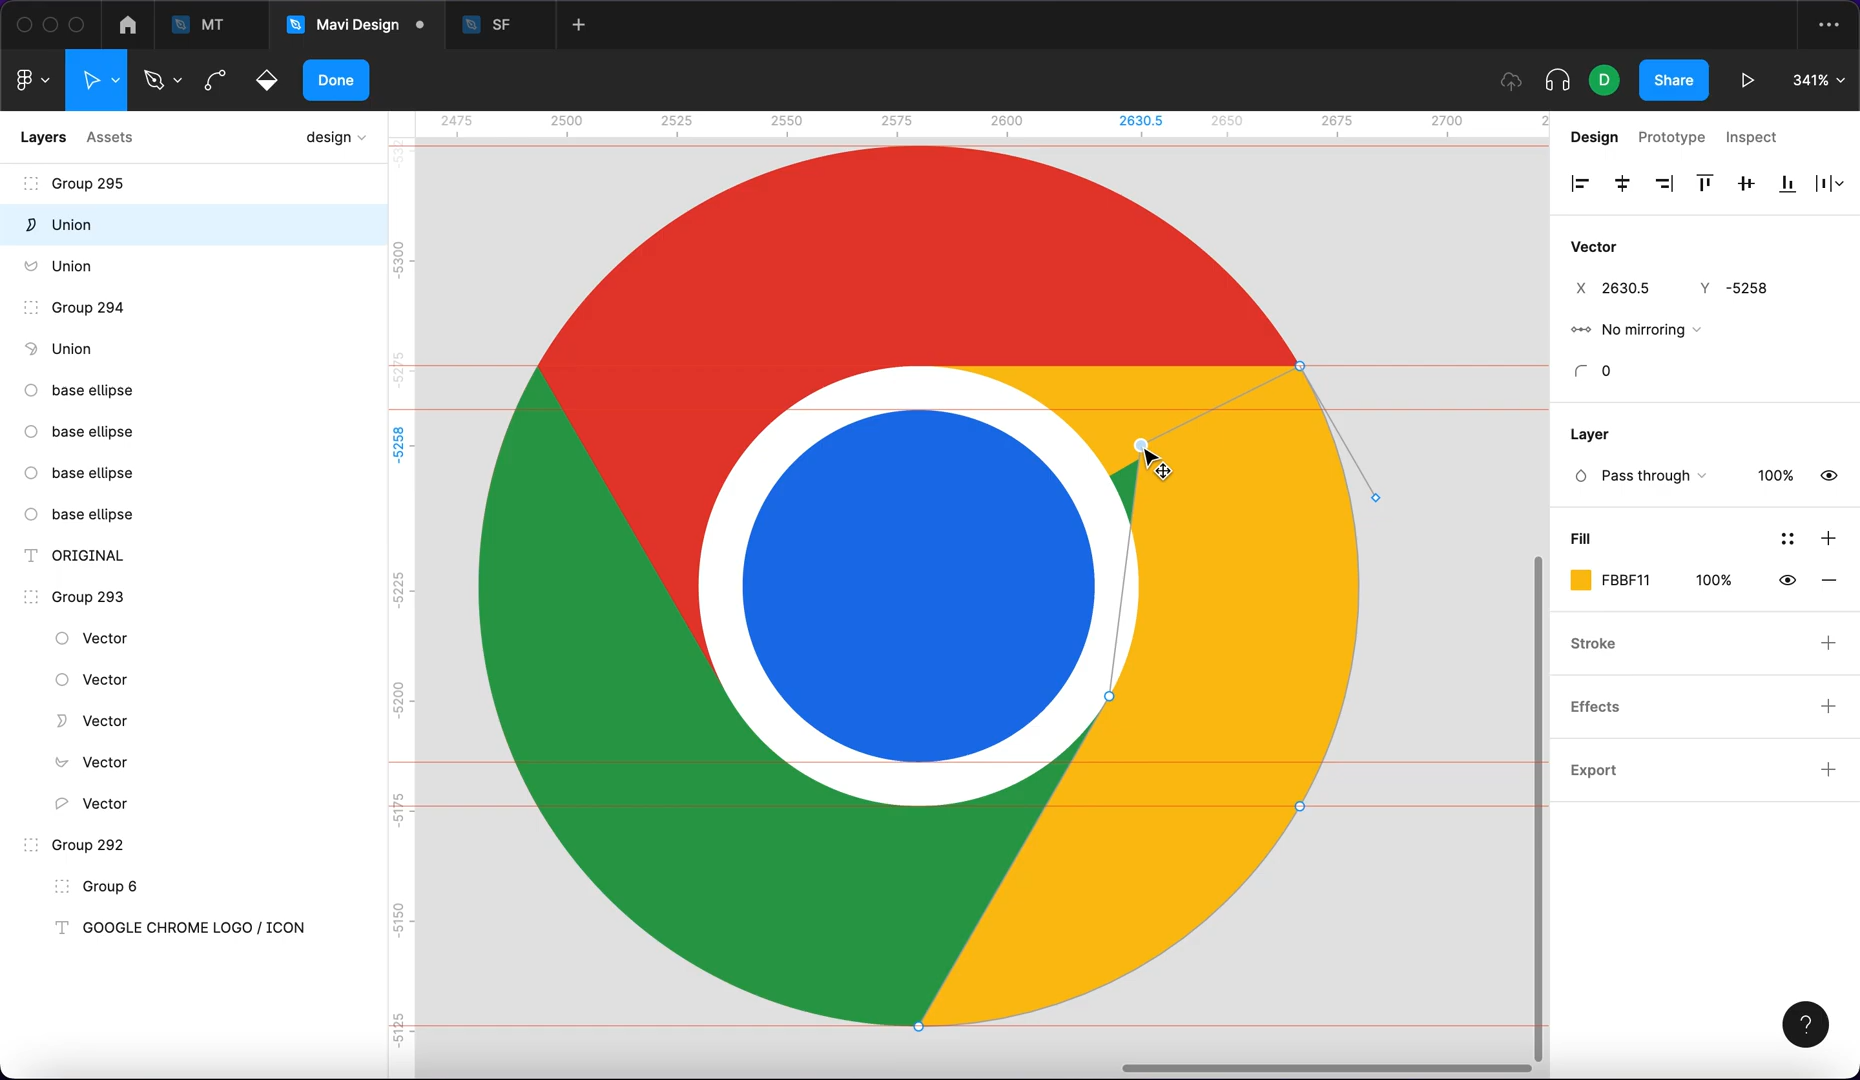 MT
Mavi Design
SF
Done
D
Share
341%
Layers
Assets
design
2475
2500
2525
2550
2575
2600
2630.5
2650
2675
2700
2
Design
Prototype
Inspect
Group 295
Union
Union
Group 294
Union
base ellipse
base ellipse
base ellipse
base ellipse
ORIGINAL
Group 293
Vector
Vector
Vector
Vector
Vector
Group 292
Group 6
GOOGLE CHROME LOGO / ICON
-5300
-5275
-5258
-5225
-5200
-5175
-5150
-5125
Vector
X 2630.5
Y -5258
No mirroring
0
Layer
Pass through
100%
Fill
FBBF11
100%
Stroke
Effects
Export
?